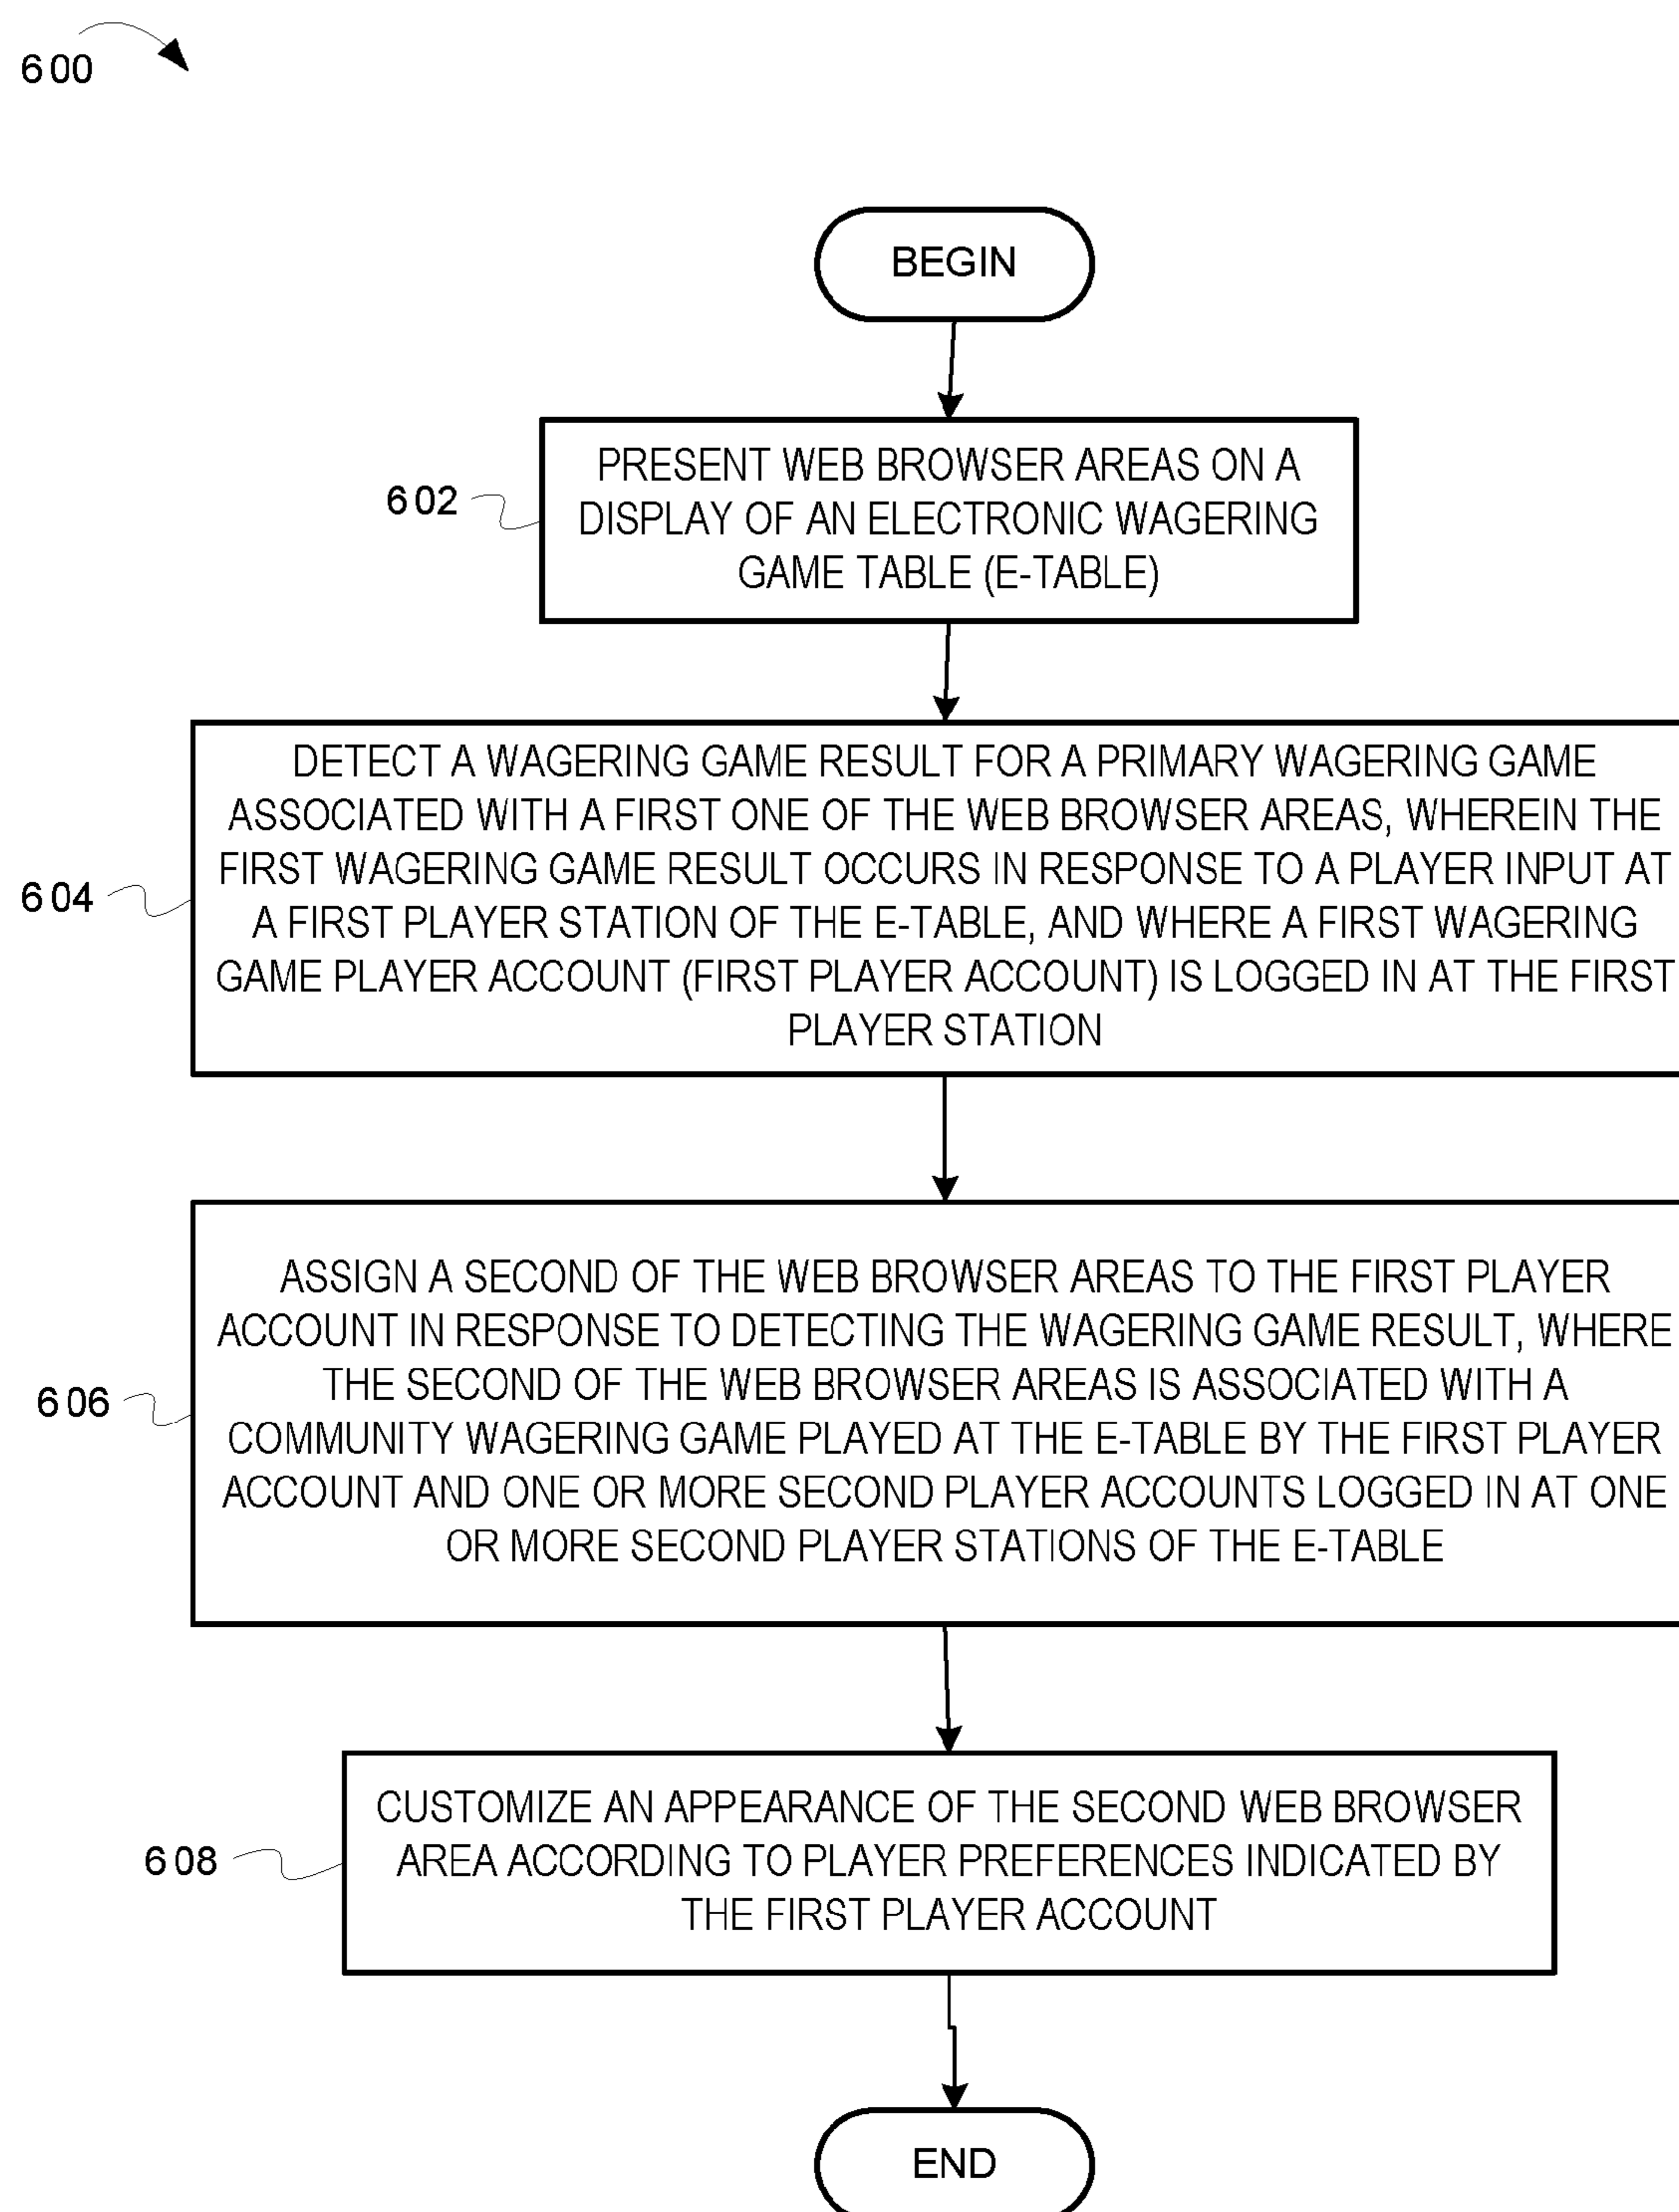 600
BEGIN
602
PRESENT WEB BROWSER AREAS ON A
DISPLAY OF AN ELECTRONIC WAGERING
GAME TABLE (E-TABLE)
604
DETECT A WAGERING GAME RESULT FOR A PRIMARY WAGERING GAME
ASSOCIATED WITH A FIRST ONE OF THE WEB BROWSER AREAS, WHEREIN THE
FIRST WAGERING GAME RESULT OCCURS IN RESPONSE TO A PLAYER INPUT AT
A FIRST PLAYER STATION OF THE E-TABLE, AND WHERE A FIRST WAGERING
GAME PLAYER ACCOUNT (FIRST PLAYER ACCOUNT) IS LOGGED IN AT THE FIRST
PLAYER STATION
606
ASSIGN A SECOND OF THE WEB BROWSER AREAS TO THE FIRST PLAYER
ACCOUNT IN RESPONSE TO DETECTING THE WAGERING GAME RESULT, WHERE
THE SECOND OF THE WEB BROWSER AREAS IS ASSOCIATED WITH A
COMMUNITY WAGERING GAME PLAYED AT THE E-TABLE BY THE FIRST PLAYER
ACCOUNT AND ONE OR MORE SECOND PLAYER ACCOUNTS LOGGED IN AT ONE
OR MORE SECOND PLAYER STATIONS OF THE E-TABLE
608
CUSTOMIZE AN APPEARANCE OF THE SECOND WEB BROWSER
AREA ACCORDING TO PLAYER PREFERENCES INDICATED BY
THE FIRST PLAYER ACCOUNT
END